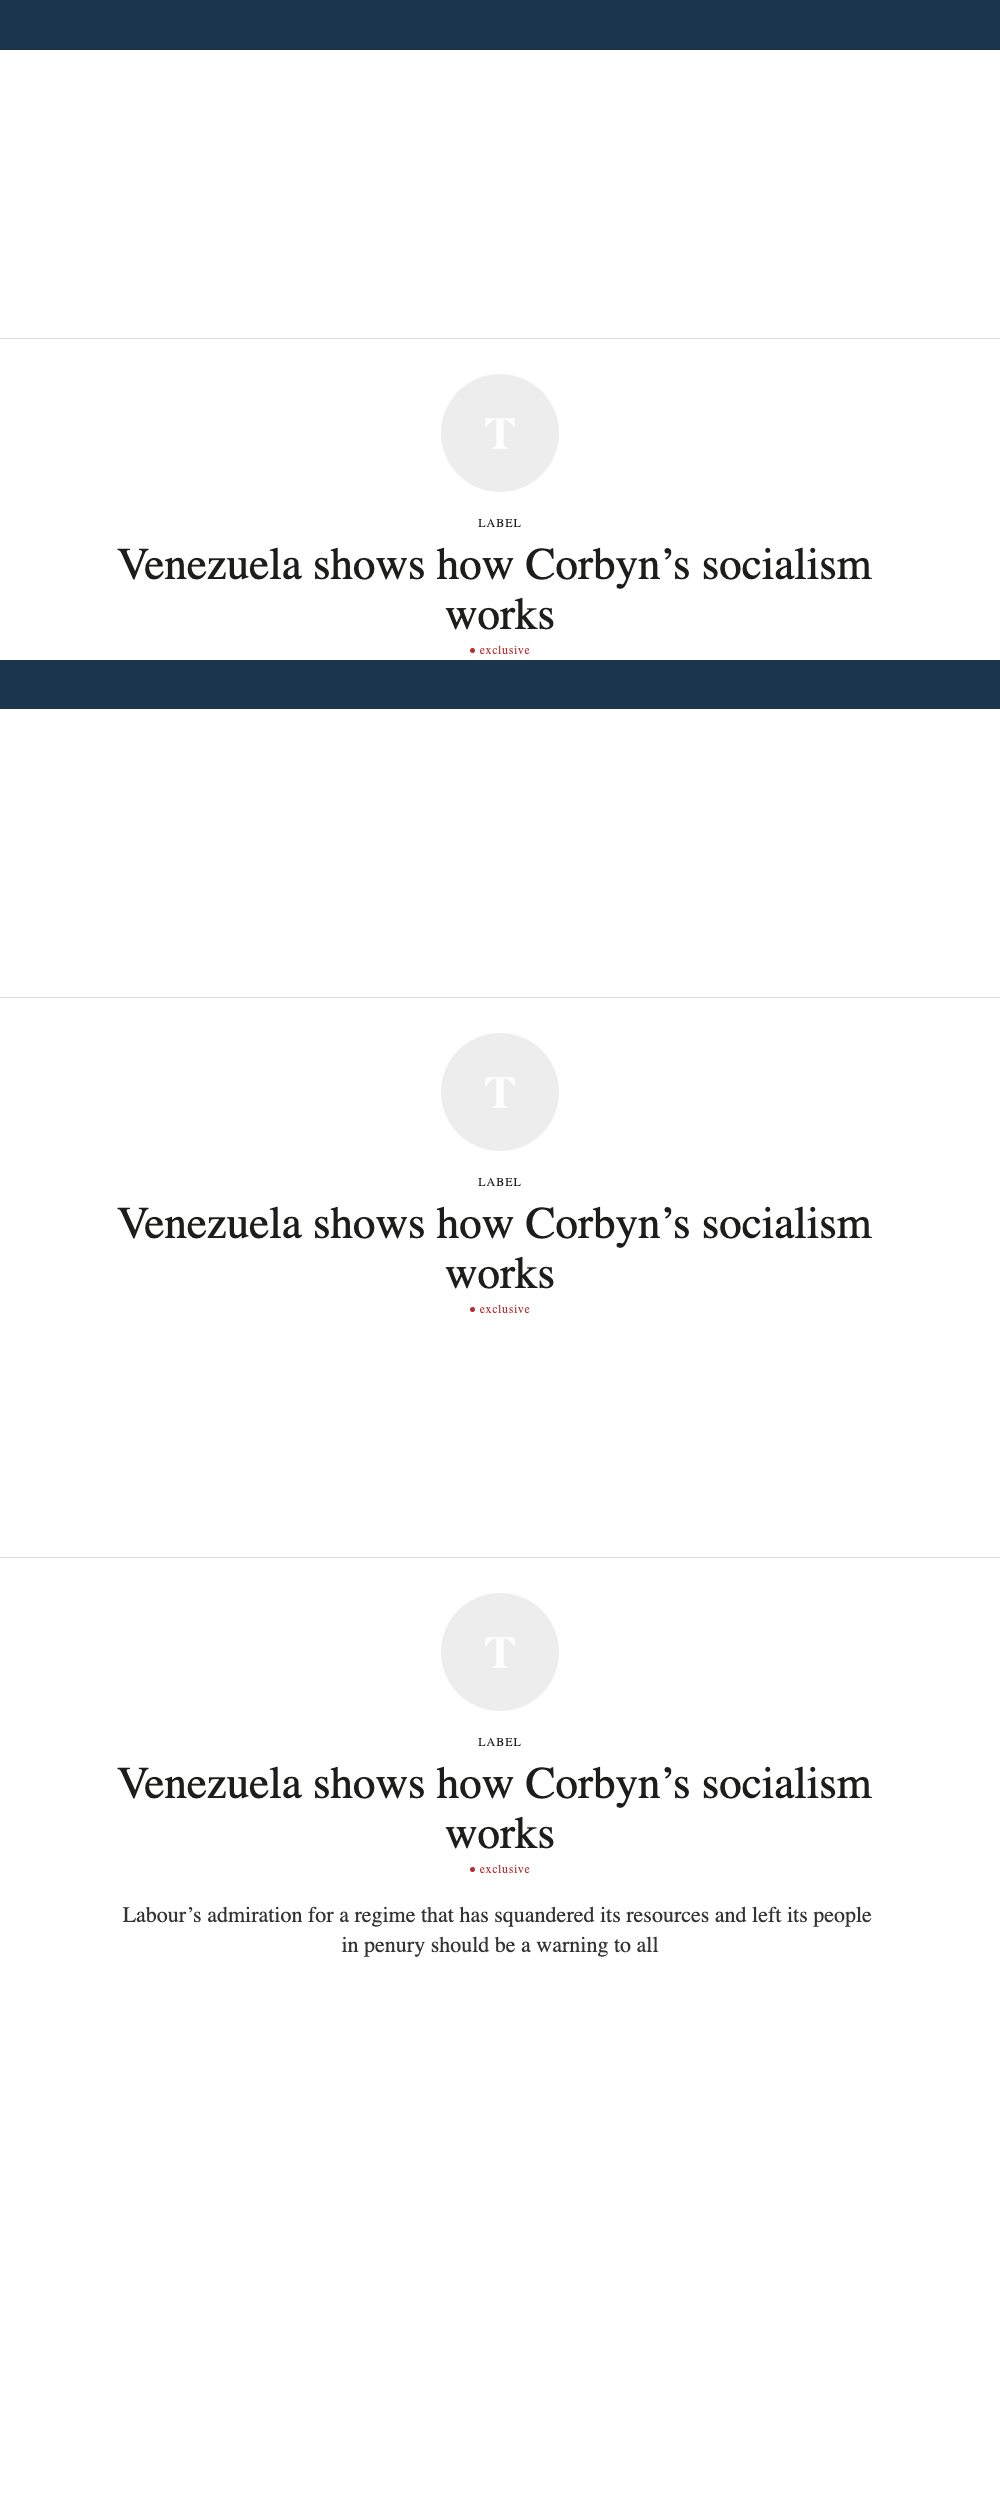 T
LABEL
Venezuela shows how Corbyn’s socialism
works
exclusive
T
LABEL
Venezuela shows how Corbyn’s socialism
works
exclusive
T
LABEL
Venezuela shows how Corbyn’s socialism
works
exclusive
Labour’s admiration for a regime that has squandered its resources and left its people
in penury should be a warning to all